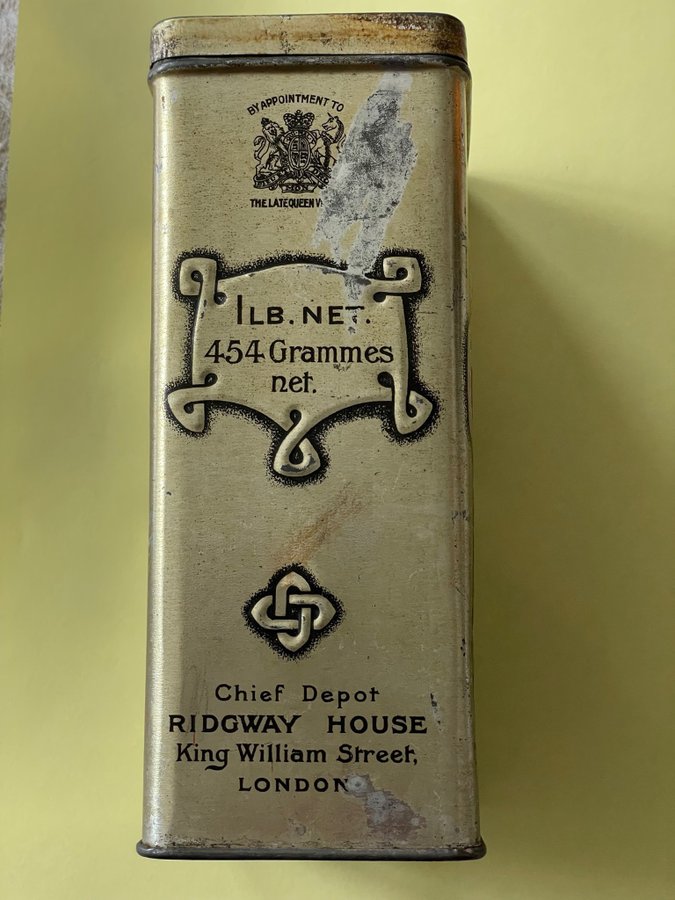 BY APPOINTMENT TO
THE LATE QUEEN
1LB. NET.
454 Grammes
net.
Chief Depot
RIDGWAY HOUSE
King William Street,
LONDON